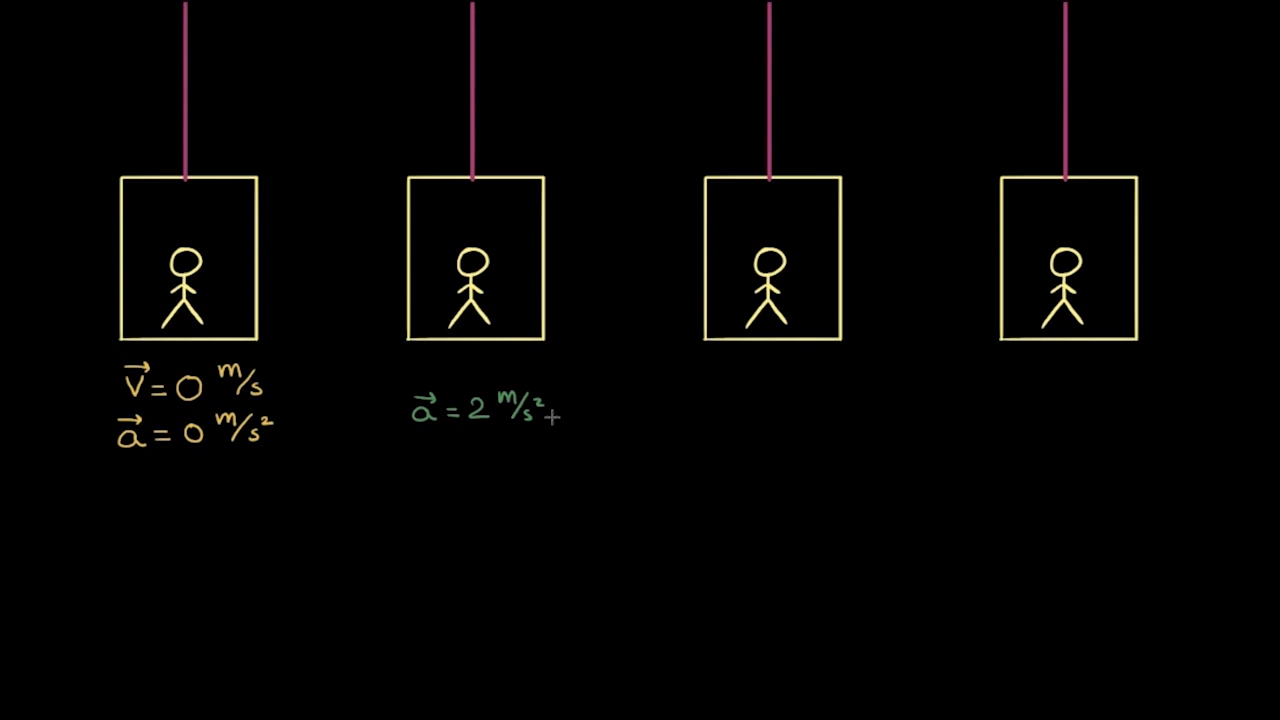 v⃗ = 0 m/s
a⃗ = 0 m/s²
a⃗ = 2 m/s²